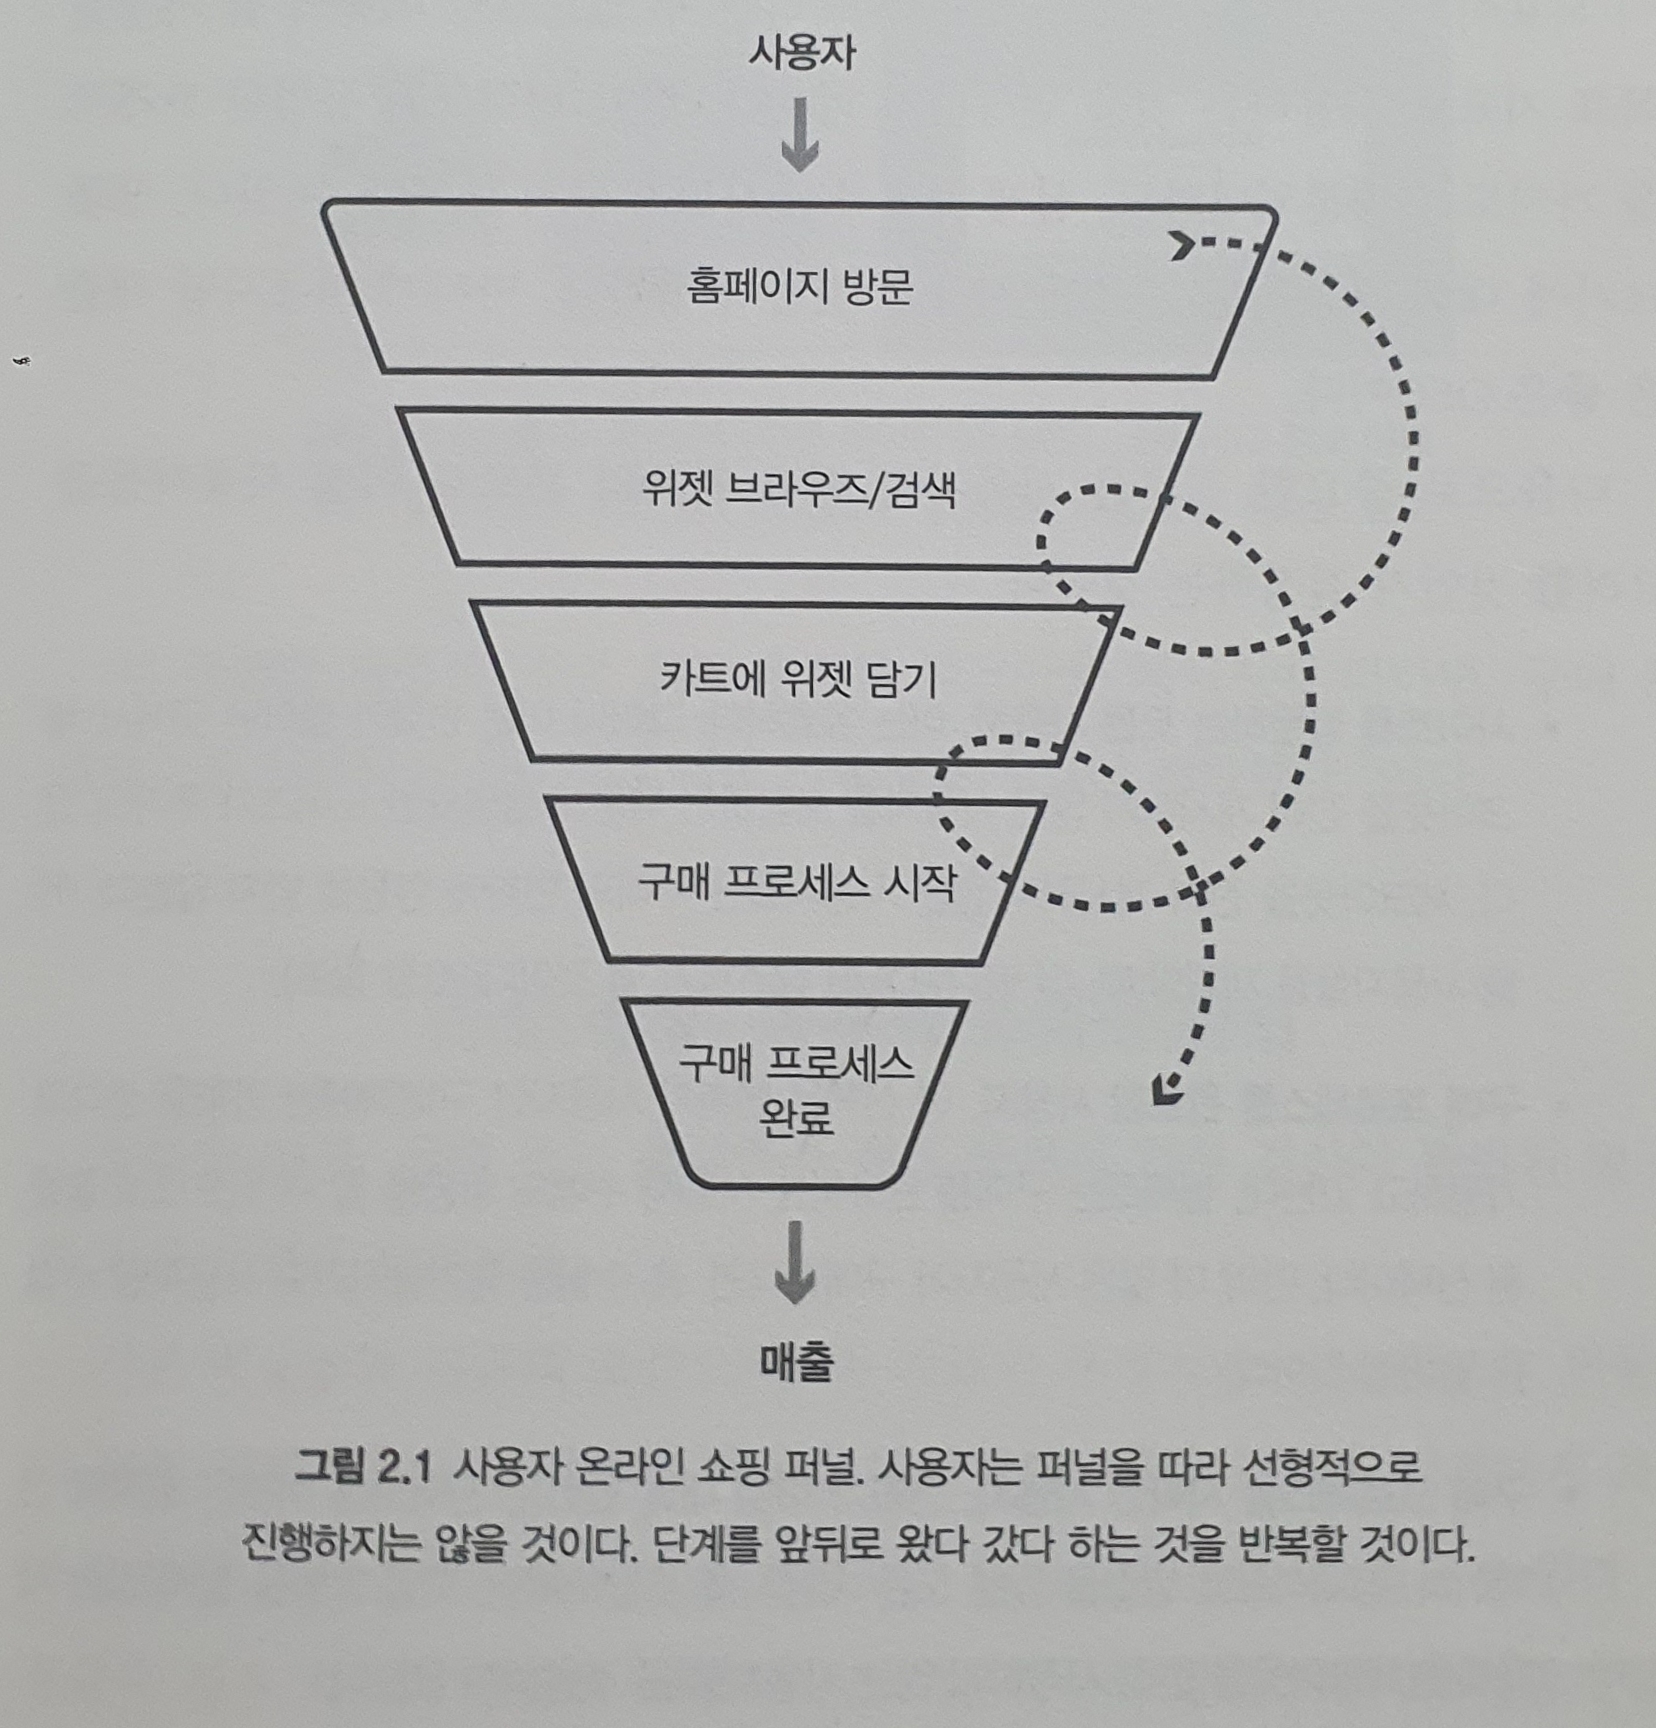 사용자
홈페이지 방문
위젯 브라우즈/검색
카트에 위젯 담기
구매 프로세스 시작
구매 프로세스
완료
매출
그림 2.1 사용자 온라인 쇼핑 퍼널. 사용자는 퍼널을 따라 선형적으로
진행하지는 않을 것이다. 단계를 앞뒤로 왔다 갔다 하는 것을 반복할 것이다.